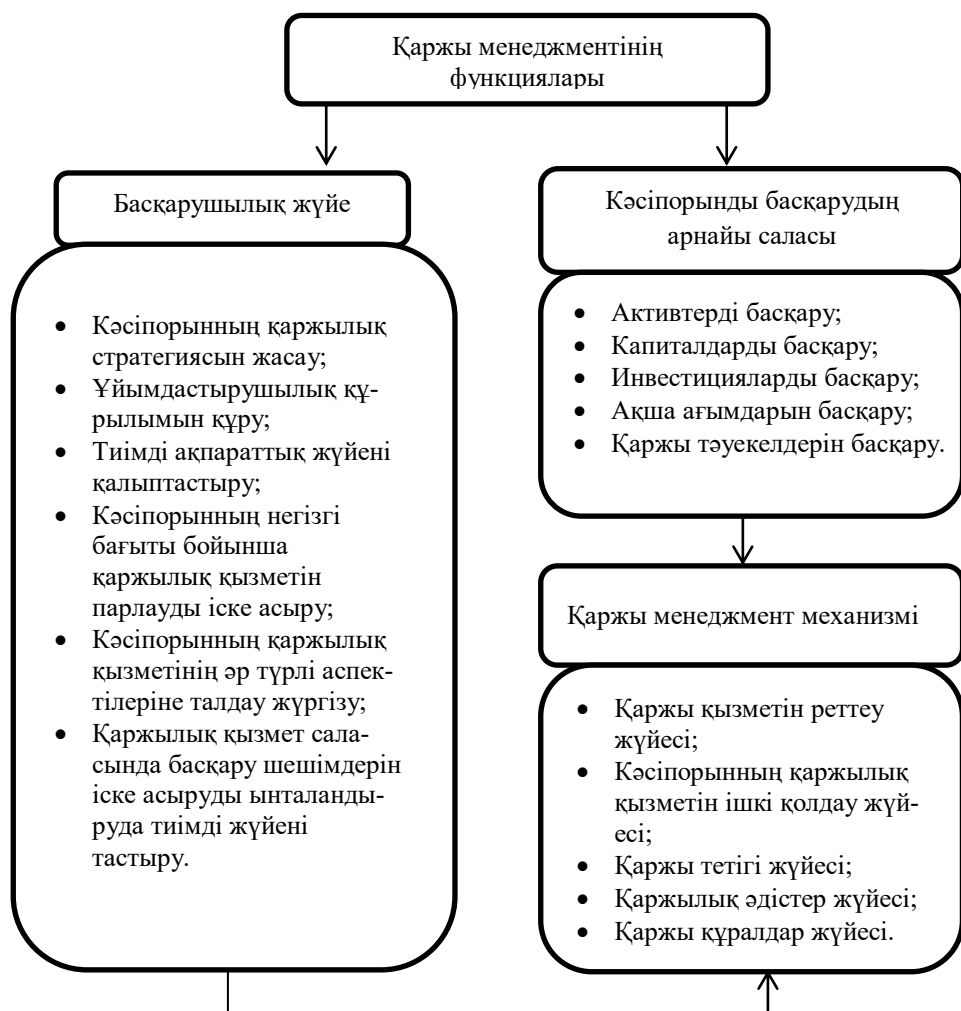 Қаржы менеджментінің
функциялары
Басқарушылық жүйе
• Кәсіпорынның қаржылық
стратегиясын жасау;
• Ұйымдастырушылық құ-
рылымын құру;
• Тиімді ақпараттық жүйені
қалыптастыру;
• Кәсіпорынның негізгі
бағыты бойынша
қаржылық қызметін
парлауды іске асыру;
• Кәсіпорынның қаржылық
қызметінің әр түрлі аспек-
тілеріне талдау жүргізу;
• Қаржылық қызмет сала-
сында басқару шешімдерін
іске асыруды ынталанды-
руда тиімді жүйені
тастыру.
Кәсіпорынды басқарудың
арнайы саласы
• Активтерді басқару;
• Капиталдарды басқару;
• Инвестицияларды басқару;
• Ақша ағымдарын басқару;
• Қаржы тәуекелдерін басқару.
Қаржы менеджмент механизмі
• Қаржы қызметін реттеу
жүйесі;
• Кәсіпорынның қаржылық
қызметін ішкі қолдау жүй-
есі;
• Қаржы тетігі жүйесі;
• Қаржылық әдістер жүйесі;
• Қаржы құралдар жүйесі.